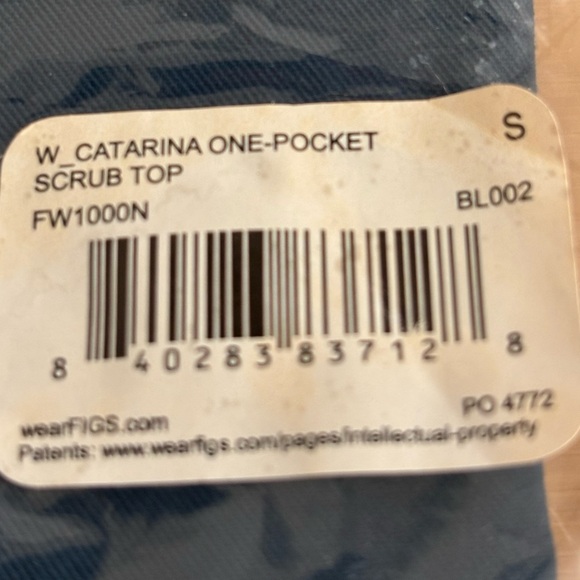 W_CATARINA ONE-POCKET S
SCRUB TOP
FW1000N BL002
8 40283 83712 8
PO 4772
wearFIGS.com
Patents: www.wearfigs.com/pages/intellectual-property